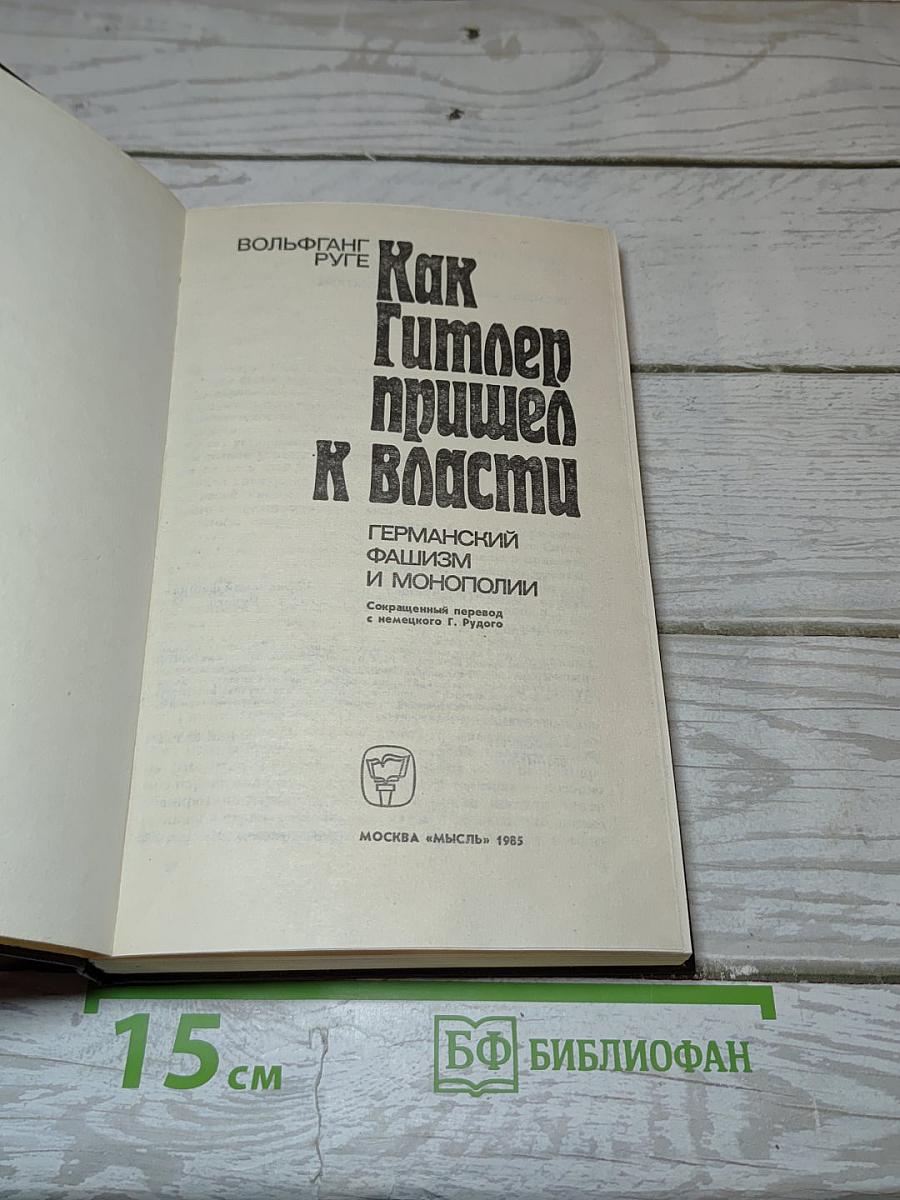 ВОЛЬФГАНГ
РУГЕ
Как
Гитлер
пришел
к власти
ГЕРМАНСКИЙ
ФАШИЗМ
И МОНОПОЛИИ
Сокращенный перевод
с немецкого Г. Рудого
МОСКВА «МЫСЛЬ» 1985
15 см
БФ БИБЛИОФАН